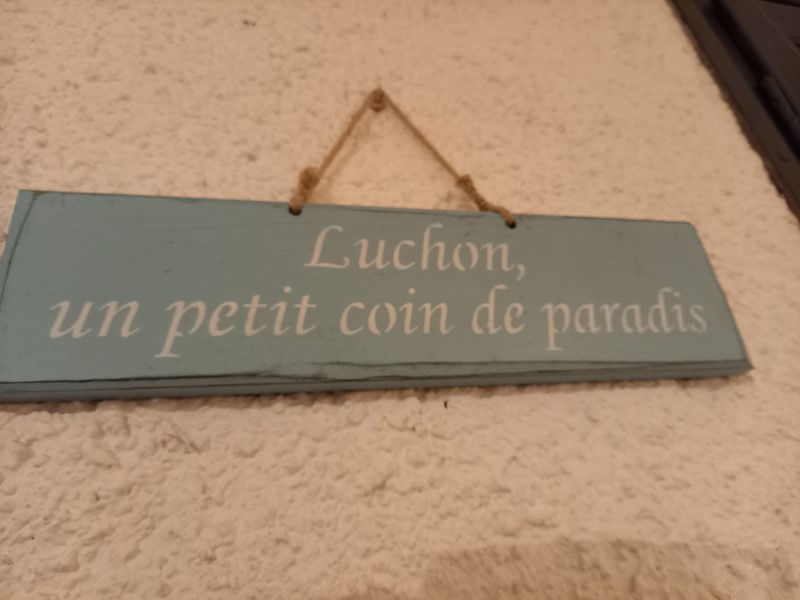 Luchon,
un petit coin de paradis